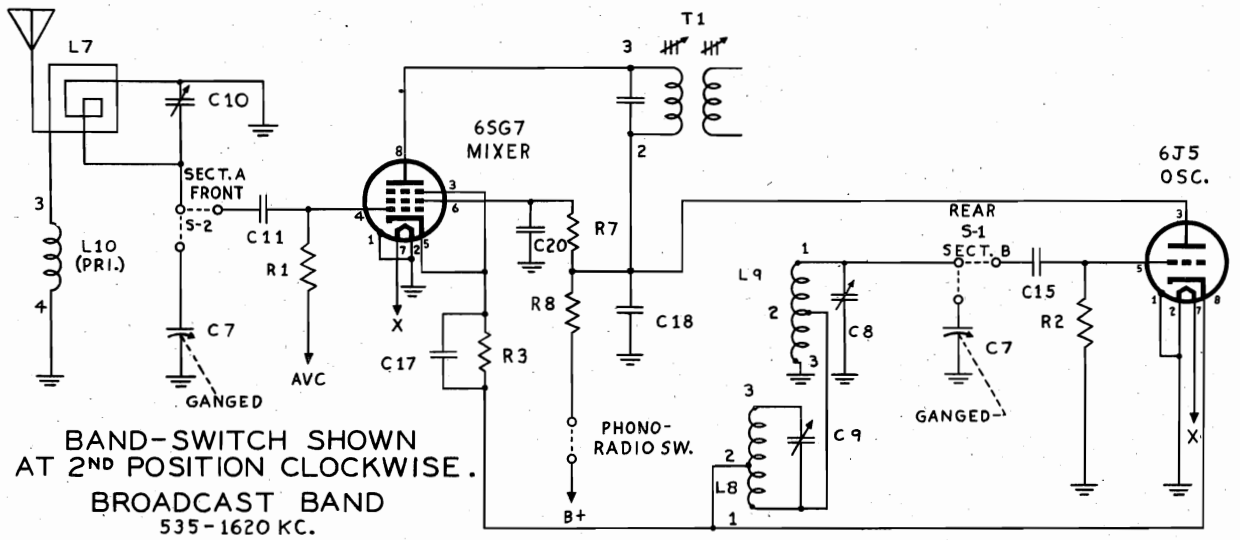 T1
L7
3
C10
6SG7
MIXER
8
2
6J5
OSC.
SECT. A
FRONT
S-2
3
4
3
6
C11
1
7
2
5
C20
R7
3
REAR
S-1
SECT. B
L10
(PRI.)
R1
X
4
R8
C18
L9
1
2
3
C8
C15
5
1
2
7
8
R2
C7
C7
AVC
C17
R3
GANGED
GANGED
PHONO-
RADIO SW.
B+
3
2
L8
1
C9
X
BAND-SWITCH SHOWN
AT 2ND POSITION CLOCKWISE.
BROADCAST BAND
535-1620 KC.